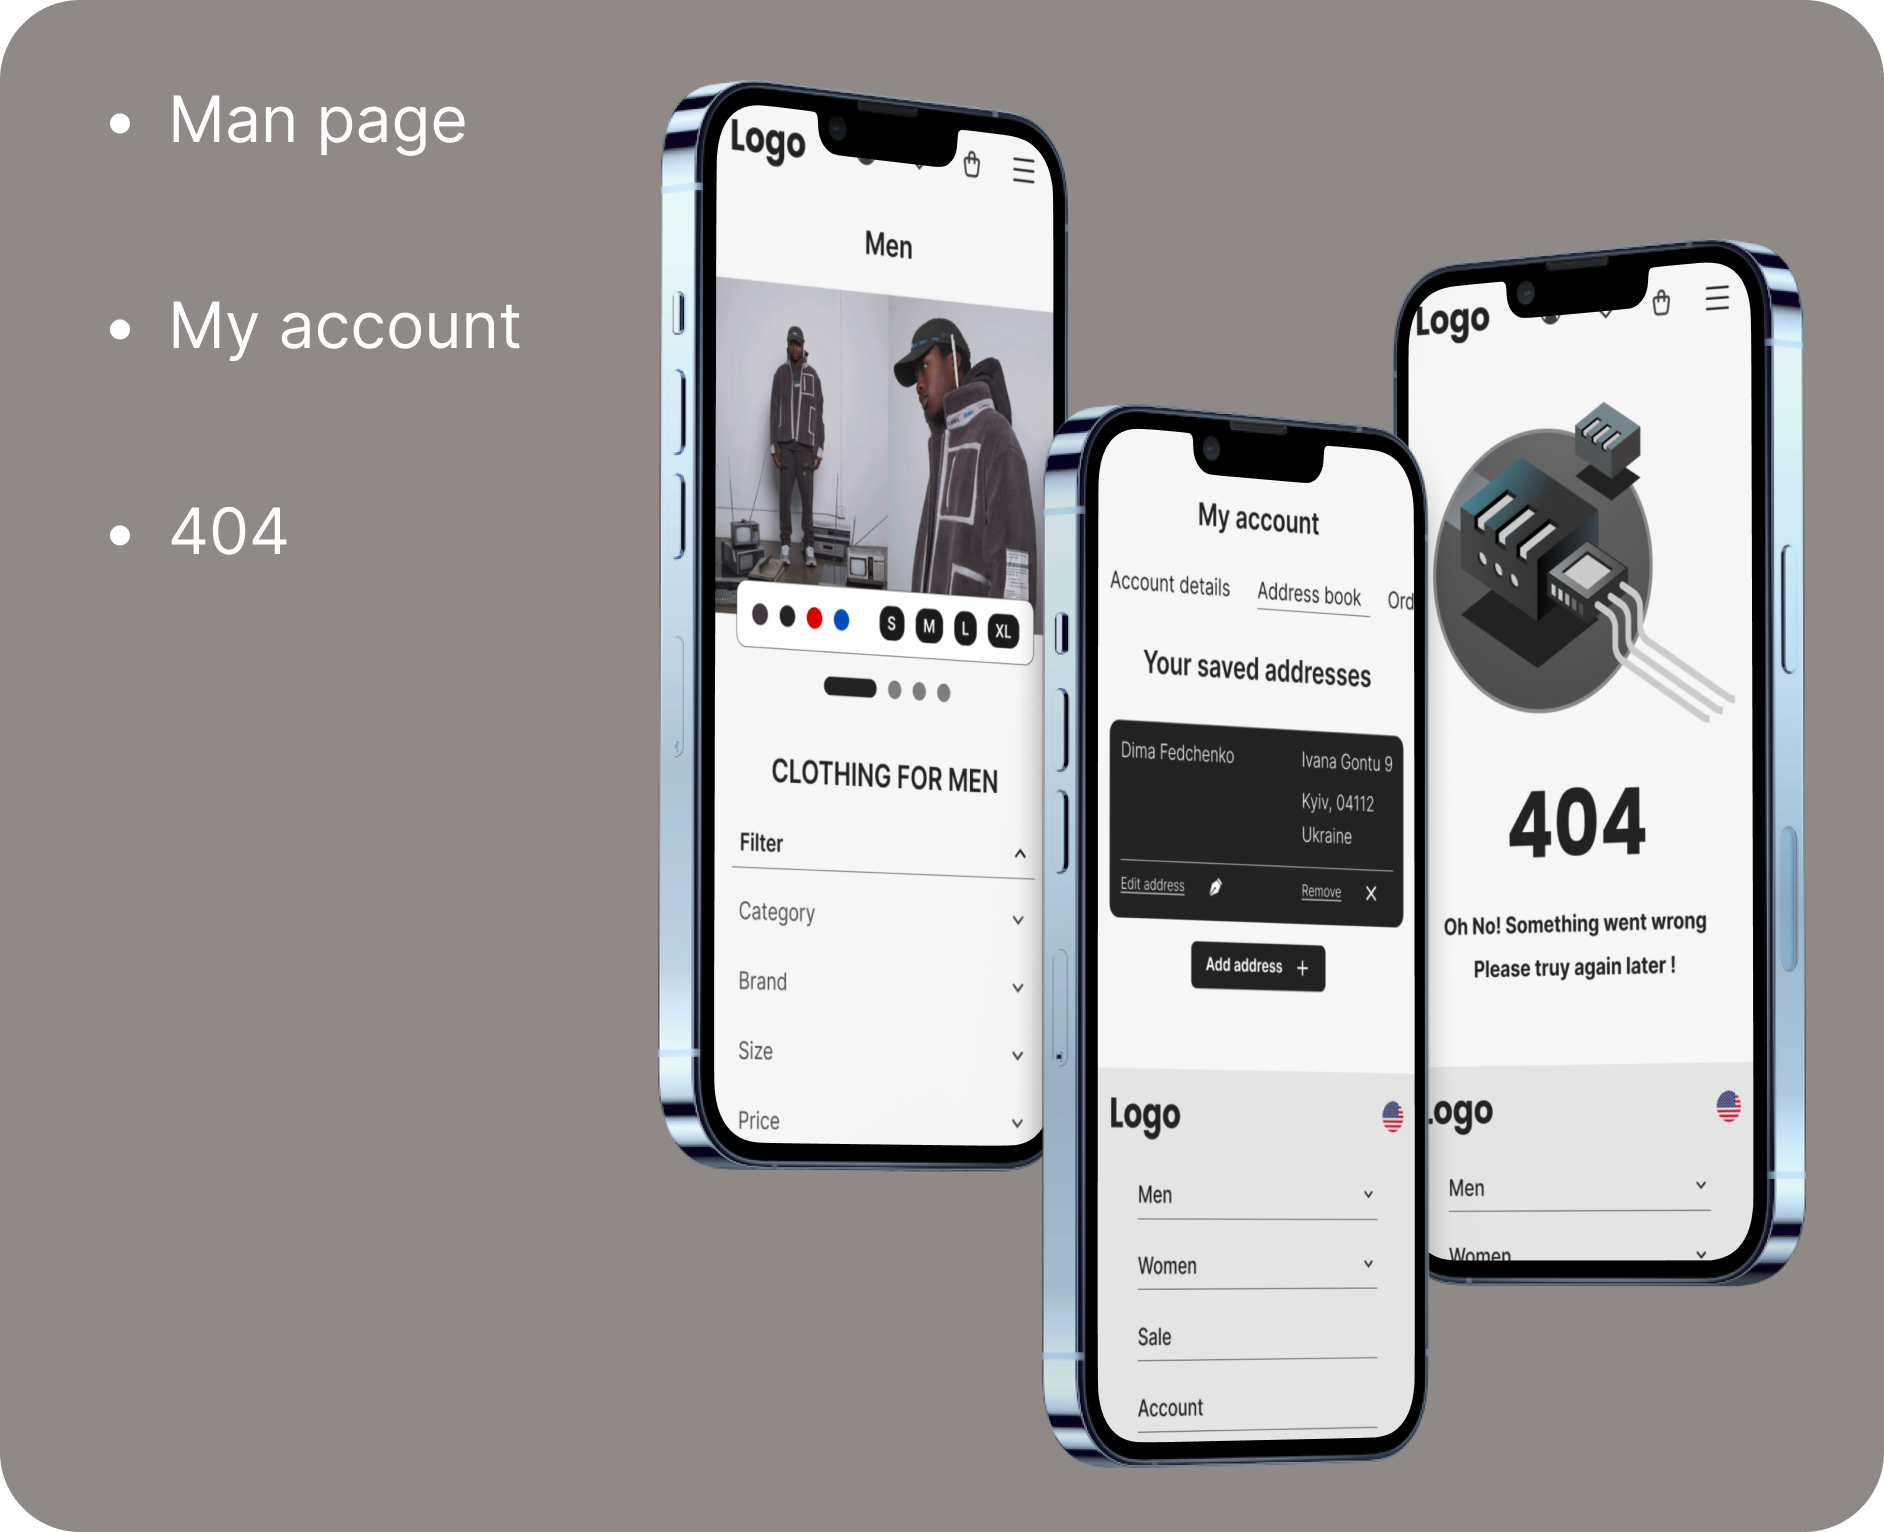 Man page
My account
404
Logo
Men
S M L XL
CLOTHING FOR MEN
Filter
Category
Brand
Size
Price
My account
Account details Address book Ord
Your saved addresses
Dima Fedchenko Ivana Gontu 9
Kyiv, 04112
Ukraine
Edit address Remove
Add address +
Logo
Men
Women
Sale
Account
Logo
404
Oh No! Something went wrong
Please truy again later !
Logo
Men
Women